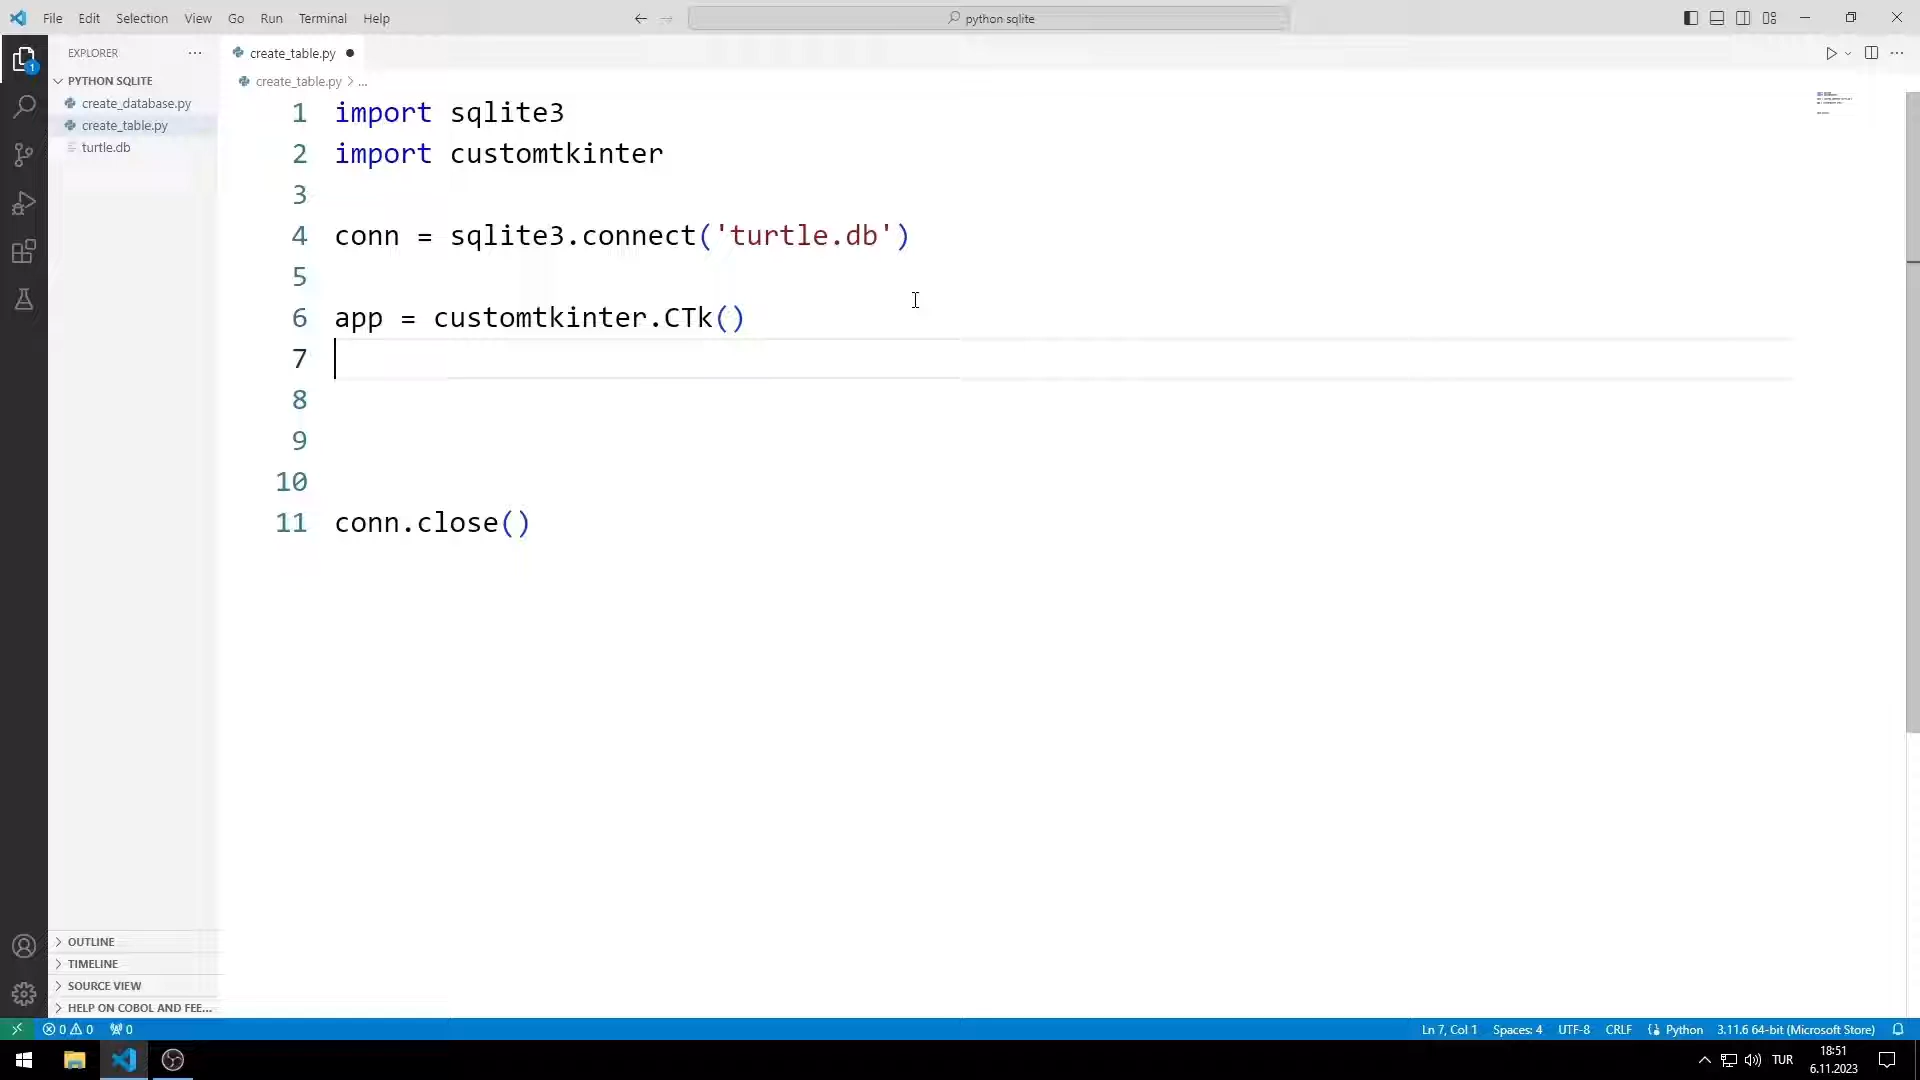 File Edit Selection View Go Run Terminal Help
python sqlite
EXPLORER
create_table.py
PYTHON SQLITE
create_table.py > ...
create_database.py
create_table.py
turtle.db
1 import sqlite3
2 import customtkinter
3
4 conn = sqlite3.connect('turtle.db')
5
6 app = customtkinter.CTk()
7
8
9
10
11 conn.close()
1
OUTLINE
TIMELINE
SOURCE VIEW
HELP ON COBOL AND FEE...
0 0 0
Ln 7, Col 1 Spaces: 4 UTF-8 CRLF Python 3.11.6 64-bit (Microsoft Store)
TUR
18:51
6.11.2023